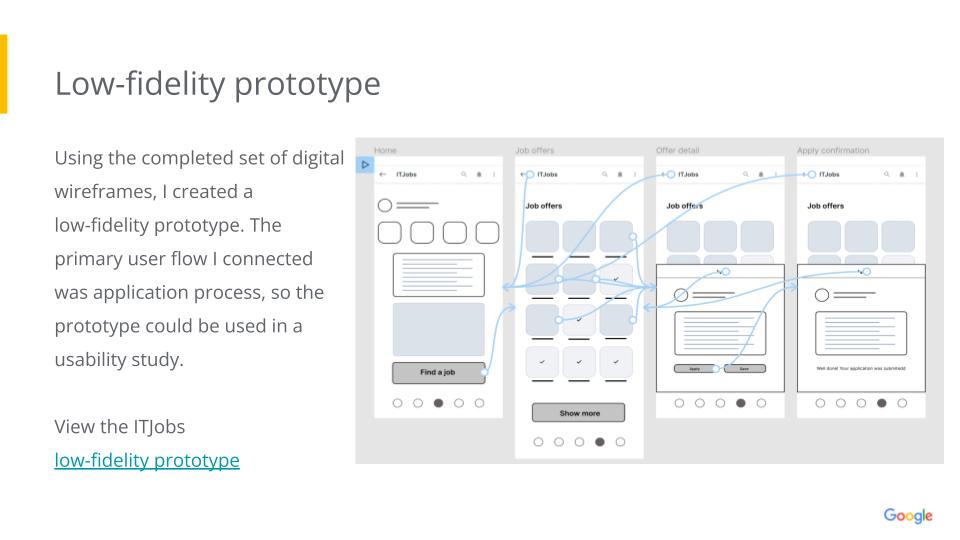 Low-fidelity prototype
Using the completed set of digital
wireframes, I created a
low-fidelity prototype. The
primary user flow I connected
was application process, so the
prototype could be used in a
usability study.
View the ITJobs
low-fidelity prototype
Home
ITJobs
Find a job
Job offers
ITJobs
Job offers
Show more
Offer detail
ITJobs
Job offers
Apply
Save
Apply confirmation
ITJobs
Job offers
Well done! Your application was submitted!
Google